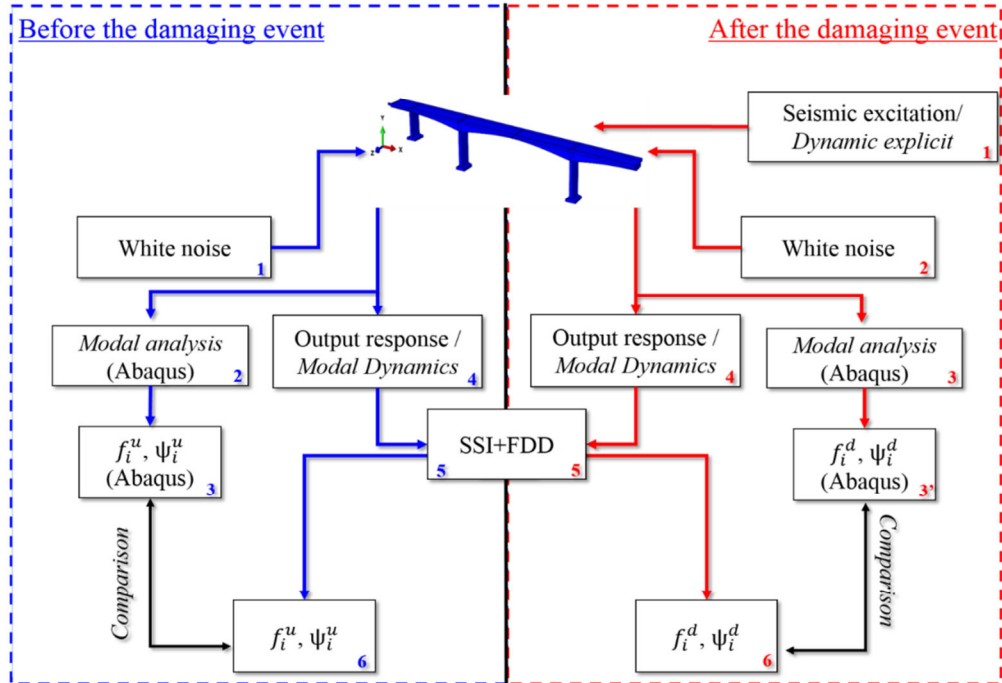 Before the damaging event
After the damaging event
Y
Z
X
Seismic excitation/
Dynamic explicit
1
White noise
1
White noise
2
Modal analysis
(Abaqus)
2
Output response /
Modal Dynamics
4
Output response /
Modal Dynamics
4
Modal analysis
(Abaqus)
3
SSI+FDD
5
5
f_i^u, ψ_i^u
(Abaqus)
3
f_i^d, ψ_i^d
(Abaqus)
3’
Comparison
Comparison
f_i^u, ψ_i^u
6
f_i^d, ψ_i^d
6